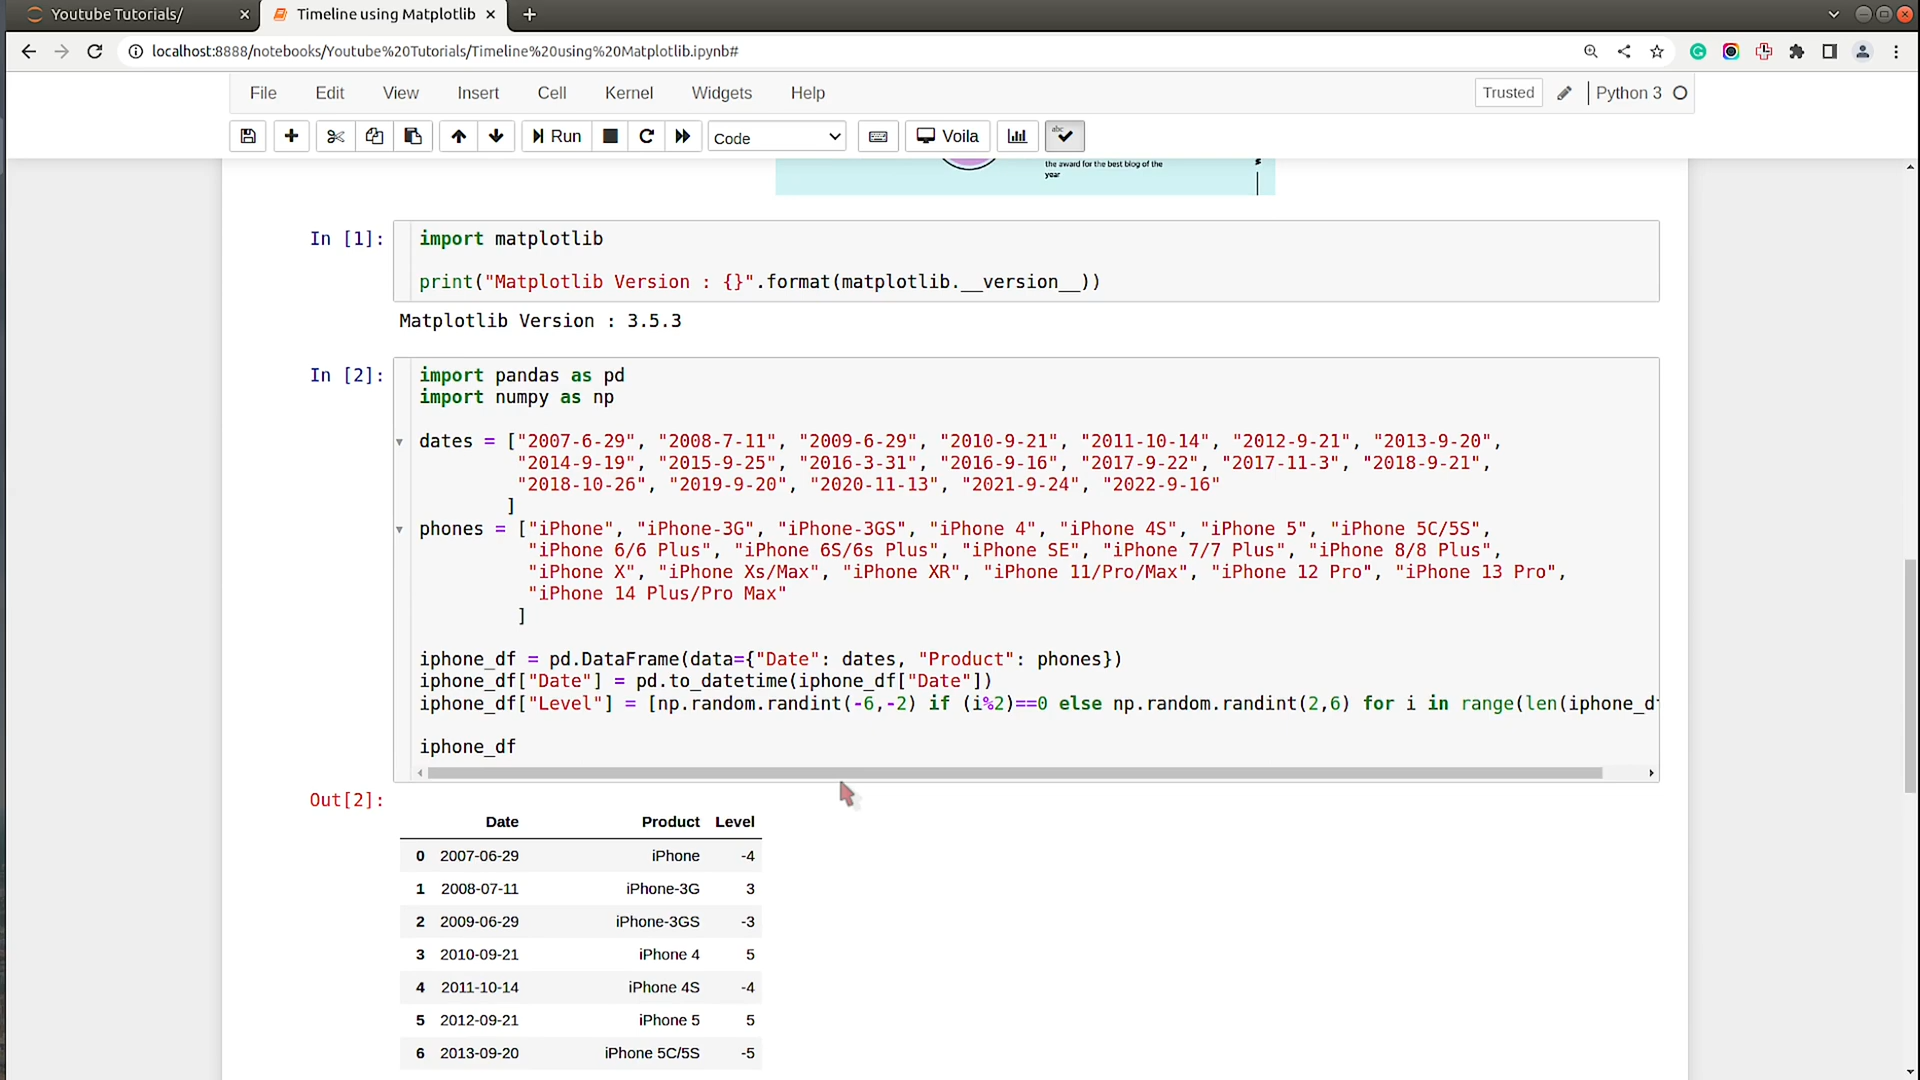 Youtube Tutorials/
Timeline using Matplotlib
localhost:8888/notebooks/Youtube%20Tutorials/Timeline%20using%20Matplotlib.ipynb#
File Edit View Insert Cell Kernel Widgets Help
Trusted
Python 3
Run
Code
Voila
abc
the award for the best blog of the
year
In [1]:
import matplotlib
print("Matplotlib Version : {}".format(matplotlib.__version__))
Matplotlib Version : 3.5.3
In [2]:
import pandas as pd
import numpy as np
dates = ["2007-6-29", "2008-7-11", "2009-6-29", "2010-9-21", "2011-10-14", "2012-9-21", "2013-9-20",
"2014-9-19", "2015-9-25", "2016-3-31", "2016-9-16", "2017-9-22", "2017-11-3", "2018-9-21",
"2018-10-26", "2019-9-20", "2020-11-13", "2021-9-24", "2022-9-16"
]
phones = ["iPhone", "iPhone-3G", "iPhone-3GS", "iPhone 4", "iPhone 4S", "iPhone 5", "iPhone 5C/5S",
"iPhone 6/6 Plus", "iPhone 6S/6s Plus", "iPhone SE", "iPhone 7/7 Plus", "iPhone 8/8 Plus",
"iPhone X", "iPhone Xs/Max", "iPhone XR", "iPhone 11/Pro/Max", "iPhone 12 Pro", "iPhone 13 Pro",
"iPhone 14 Plus/Pro Max"
]
iphone_df = pd.DataFrame(data={"Date": dates, "Product": phones})
iphone_df["Date"] = pd.to_datetime(iphone_df["Date"])
iphone_df["Level"] = [np.random.randint(-6,-2) if (i%2)==0 else np.random.randint(2,6) for i in range(len(iphone_d
iphone_df
Out[2]:
Date Product Level
0 2007-06-29 iPhone -4
1 2008-07-11 iPhone-3G 3
2 2009-06-29 iPhone-3GS -3
3 2010-09-21 iPhone 4 5
4 2011-10-14 iPhone 4S -4
5 2012-09-21 iPhone 5 5
6 2013-09-20 iPhone 5C/5S -5